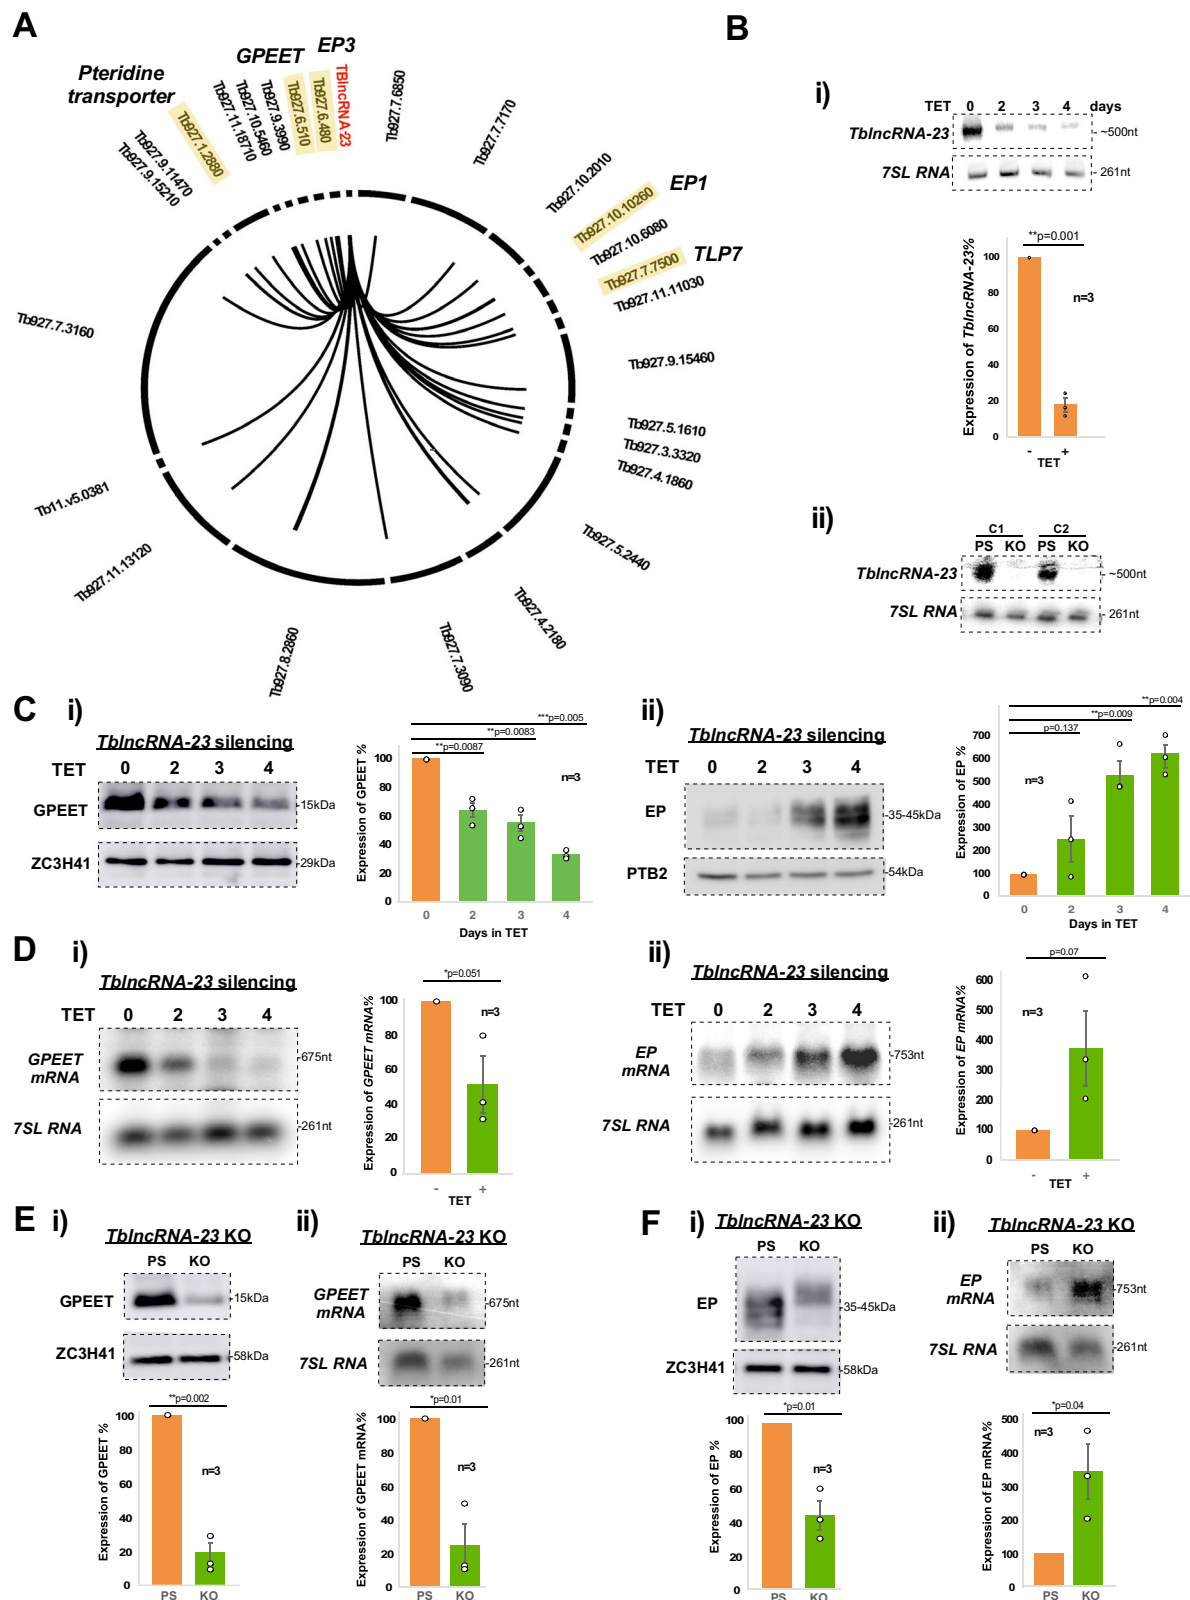 A
Pteridine
transporter
GPEET
EP3
Tb927.9.15210
Tb927.9.11470
Tb927.1.2880
Tb927.11.18710
Tb927.10.5460
Tb927.9.3990
Tb927.6.510
Tb927.6.480
TBlncRNA-23
Tb927.7.6850
Tb927.7.7170
Tb927.10.2010
Tb927.10.10260
EP1
Tb927.10.6080
Tb927.7.7500
TLP7
Tb927.11.11030
Tb927.9.15460
Tb927.5.1610
Tb927.3.3320
Tb927.4.1860
Tb927.5.2440
Tb927.4.2180
Tb927.7.3090
Tb927.8.2860
Tb927.11.13120
Tb11.v5.0381
Tb927.7.3160
B
i)
TET 0 2 3 4 days
TblncRNA-23
~500nt
7SL RNA
261nt
**p=0.001
Expression of TblncRNA-23%
100
80
60
40
20
0
n=3
- +
TET
ii)
C1 C2
PS KO PS KO
TblncRNA-23
~500nt
7SL RNA
261nt
C
i)
TblncRNA-23 silencing
TET 0 2 3 4
GPEET
-15kDa
ZC3H41
-29kDa
***p=0.005
**p=0.0083
**p=0.0087
Expression of GPEET %
100
80
60
40
20
0
n=3
0 2 3 4
Days in TET
ii)
TblncRNA-23 silencing
TET 0 2 3 4
EP
-35-45kDa
PTB2
-54kDa
**p=0.004
**p=0.009
p=0.137
Expression of EP %
700
600
500
400
300
200
100
0
n=3
0 2 3 4
Days in TET
D
i)
TblncRNA-23 silencing
TET 0 2 3 4
GPEET
mRNA
-675nt
7SL RNA
-261nt
*p=0.051
Expression of GPEET mRNA%
100
80
60
40
20
0
n=3
- +
TET
ii)
TblncRNA-23 silencing
TET 0 2 3 4
EP
mRNA
-753nt
7SL RNA
-261nt
p=0.07
Expression of EP mRNA%
600
500
400
300
200
100
0
n=3
- +
TET
E
i)
TblncRNA-23 KO
PS KO
GPEET
-15kDa
ZC3H41
-58kDa
**p=0.002
Expression of GPEET %
100
80
60
40
20
0
n=3
PS KO
ii)
TblncRNA-23 KO
PS KO
GPEET
mRNA
-675nt
7SL RNA
-261nt
*p=0.01
Expression of GPEET mRNA%
100
80
60
40
20
0
n=3
PS KO
F
i)
TblncRNA-23 KO
PS KO
EP
35-45kDa
ZC3H41
58kDa
*p=0.01
Expression of EP %
100
80
60
40
20
0
n=3
PS KO
ii)
TblncRNA-23 KO
PS KO
EP
mRNA
-753nt
7SL RNA
-261nt
*p=0.04
Expression of EP mRNA%
500
400
300
200
100
0
n=3
PS KO